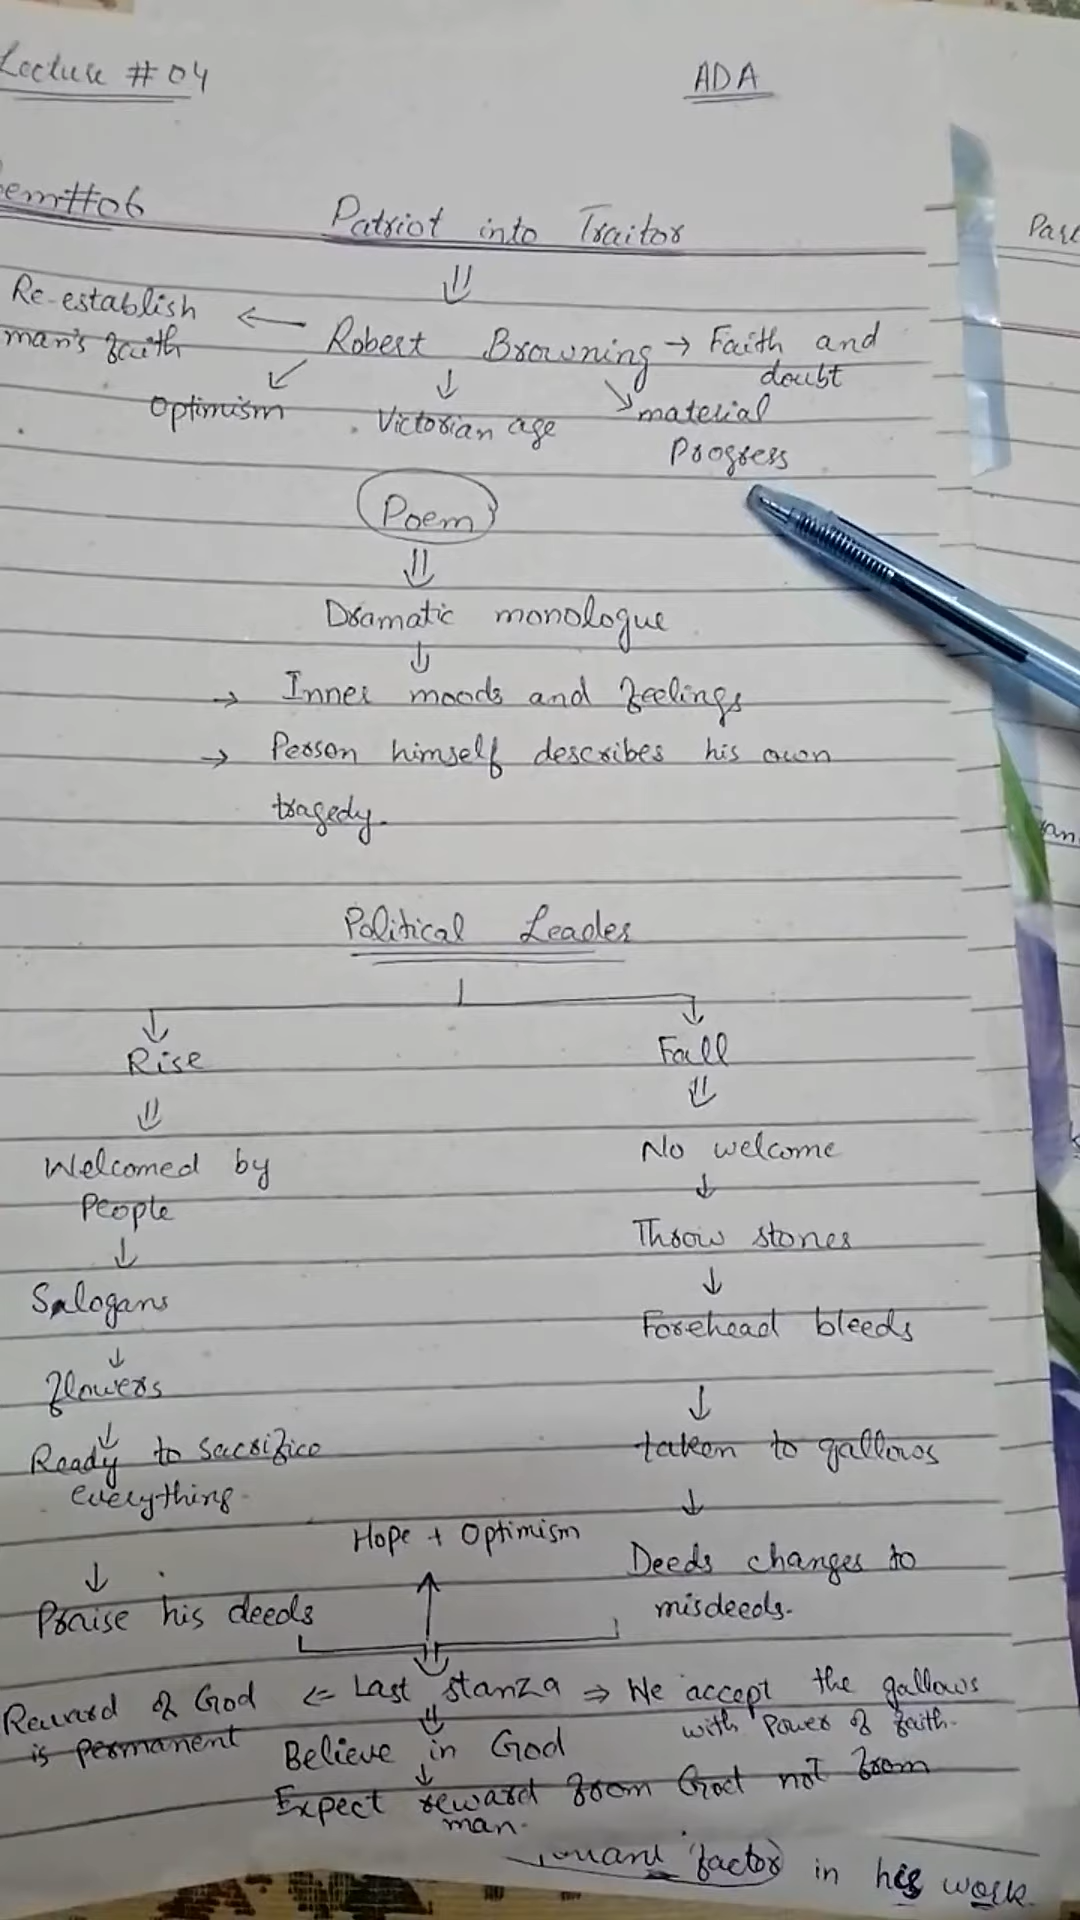 Lecture #04
ADA
em#06
Patriot into Traitor
Re-establish
man's faith
Robert Browning → Faith and
doubt
Optimism
Victorian age
material
Progress
Poem
Dramatic monologue
→ Inner moods and feelings
→ Person himself describes his own
tragedy.
Political Leader
Rise
Fall
Welcomed by
People
No welcome
Throw stones
Salogans
Forehead bleeds
flowers
Ready to sacrifice
everything.
taken to gallows
Hope + Optimism
Deeds changes to
misdeeds.
Praise his deeds
Reward of God
is permanent
⇐ Last stanza ⇒ We accept the gallows
with Power of faith.
Believe in God
Expect reward from God not from
man.
factor in his work.